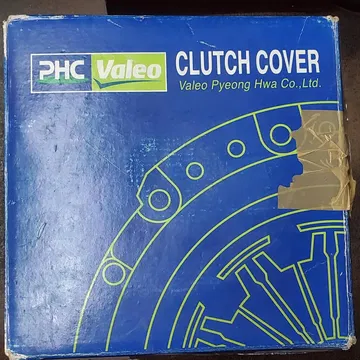 PHC Valeo CLUTCH COVER
Valeo Pyeong Hwa Co.,Ltd.